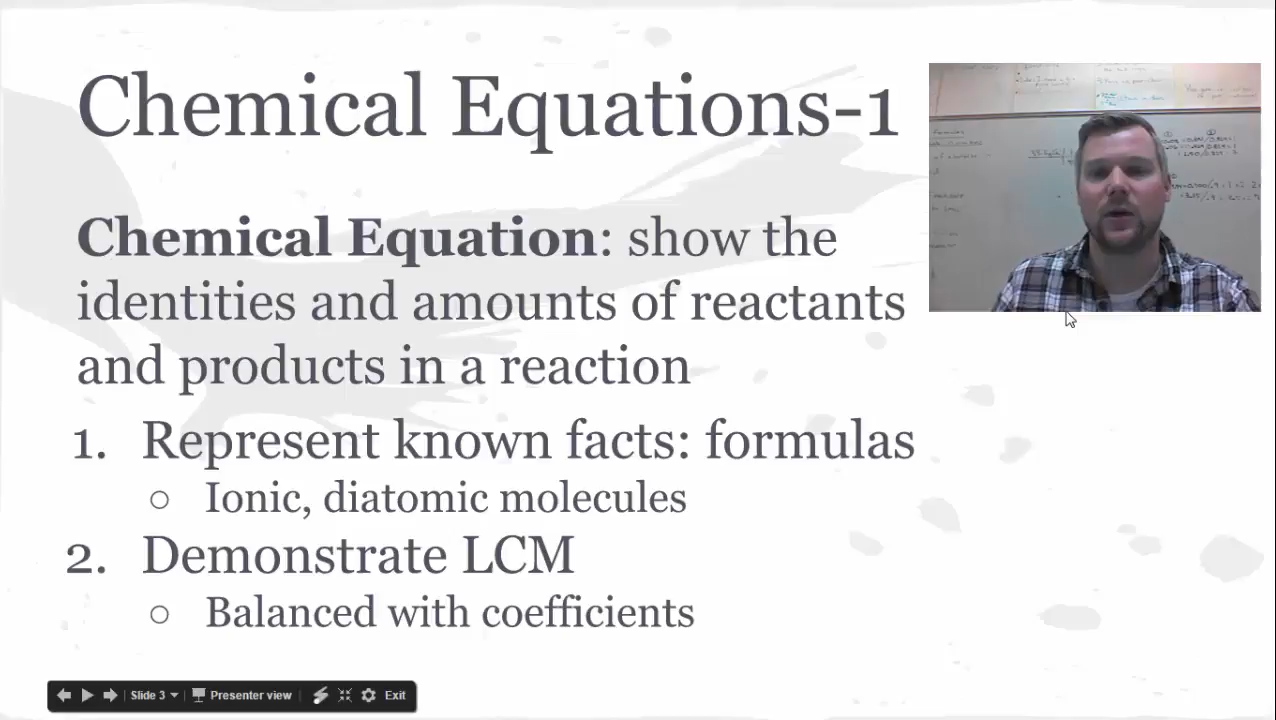 Chemical Equations-1
Chemical Equation: show the
identities and amounts of reactants
and products in a reaction
1. Represent known facts: formulas
○ Ionic, diatomic molecules
2. Demonstrate LCM
○ Balanced with coefficients
Slide 3 Presenter view Exit